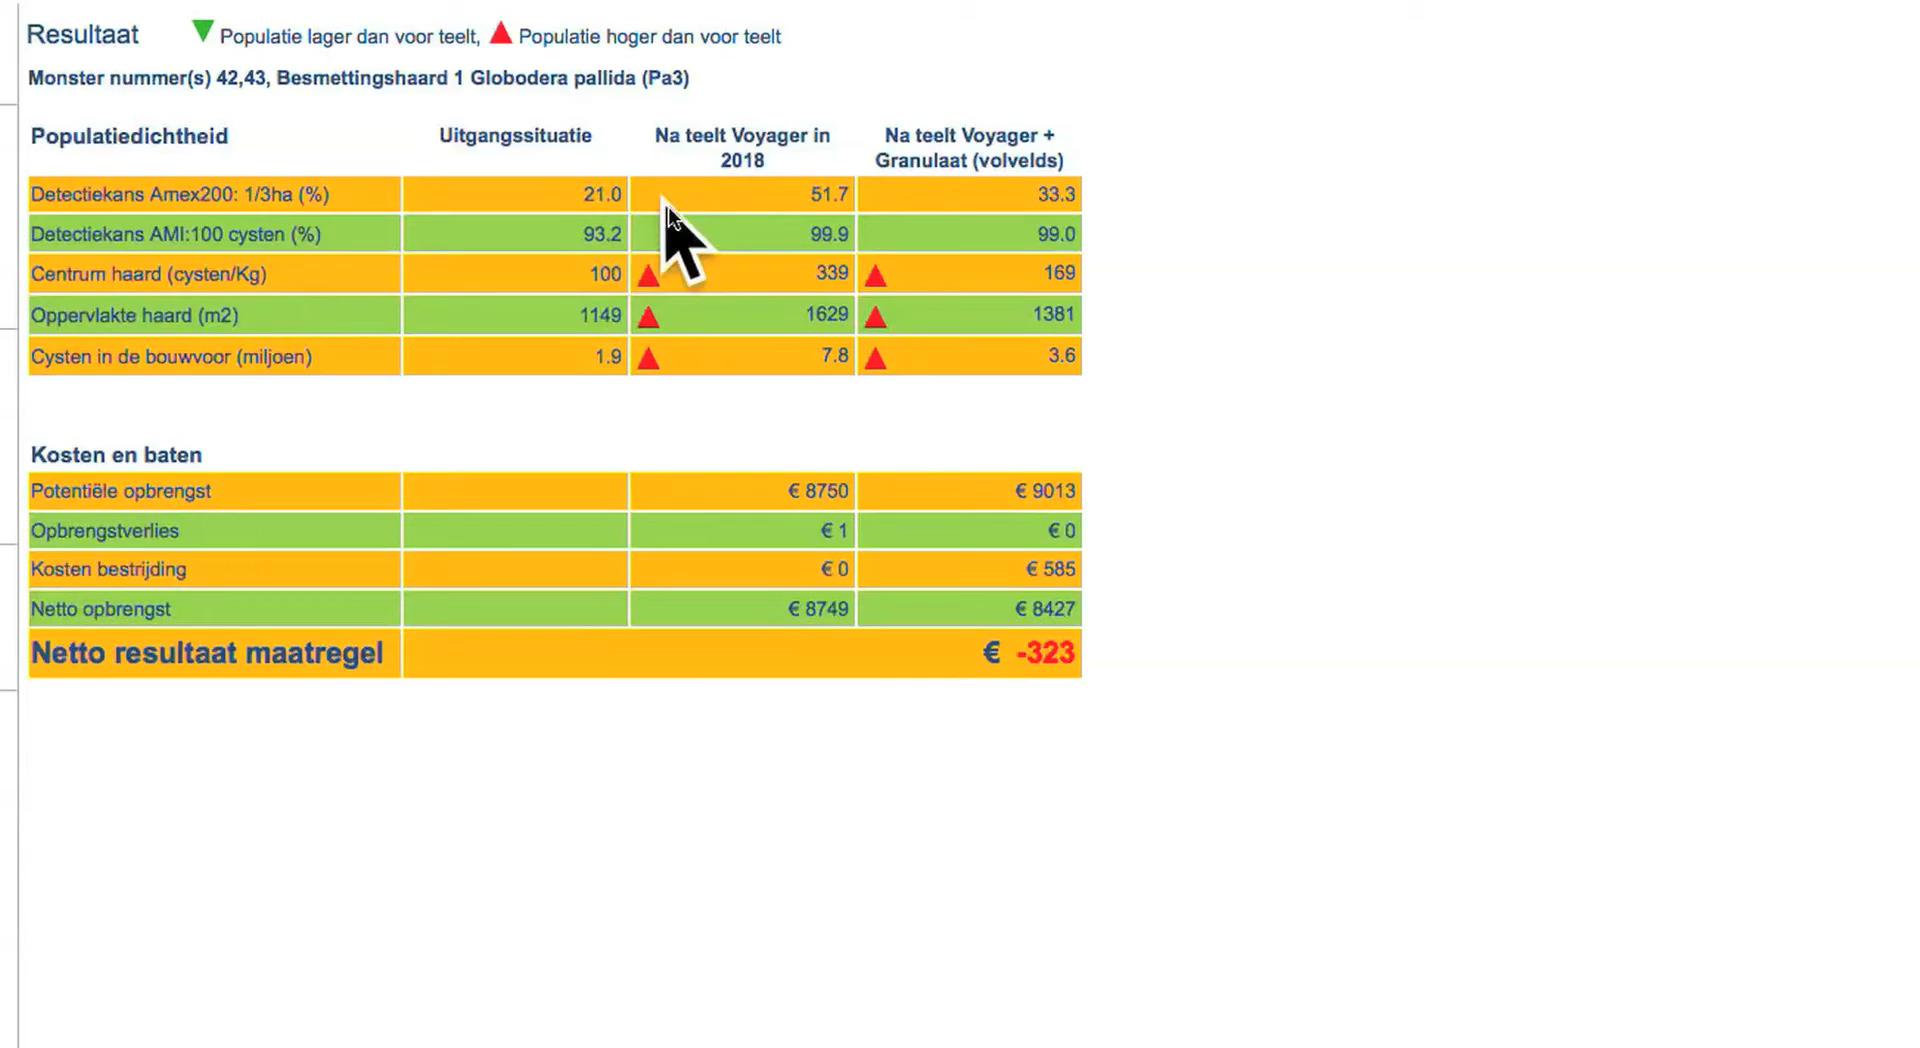 Resultaat Populatie lager dan voor teelt, Populatie hoger dan voor teelt
Monster nummer(s) 42,43, Besmettingshaard 1 Globodera pallida (Pa3)
Populatiedichtheid Uitgangssituatie Na teelt Voyager in 2018 Na teelt Voyager + Granulaat (volvelds)
Detectiekans Amex200: 1/3ha (%) 21.0 51.7 33.3
Detectiekans AMI:100 cysten (%) 93.2 99.9 99.0
Centrum haard (cysten/Kg) 100 339 169
Oppervlakte haard (m2) 1149 1629 1381
Cysten in de bouwvoor (miljoen) 1.9 7.8 3.6
Kosten en baten
Potentiële opbrengst € 8750 € 9013
Opbrengstverlies € 1 € 0
Kosten bestrijding € 0 € 585
Netto opbrengst € 8749 € 8427
Netto resultaat maatregel € -323